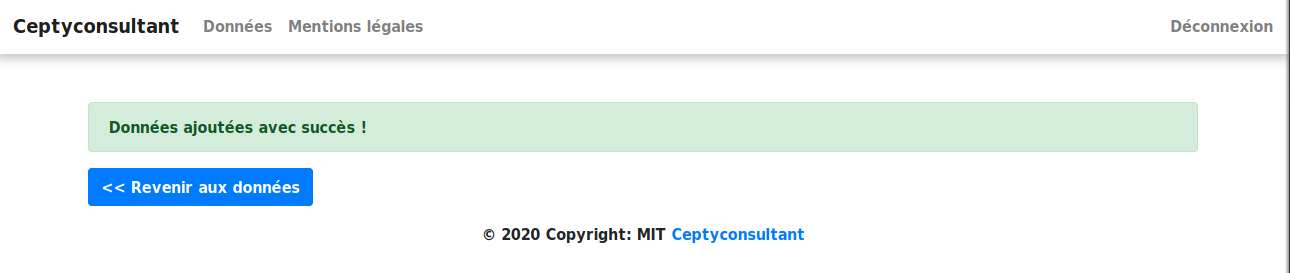 Ceptyconsultant Données Mentions légales Déconnexion
Données ajoutées avec succès !
<< Revenir aux données
© 2020 Copyright: MIT Ceptyconsultant